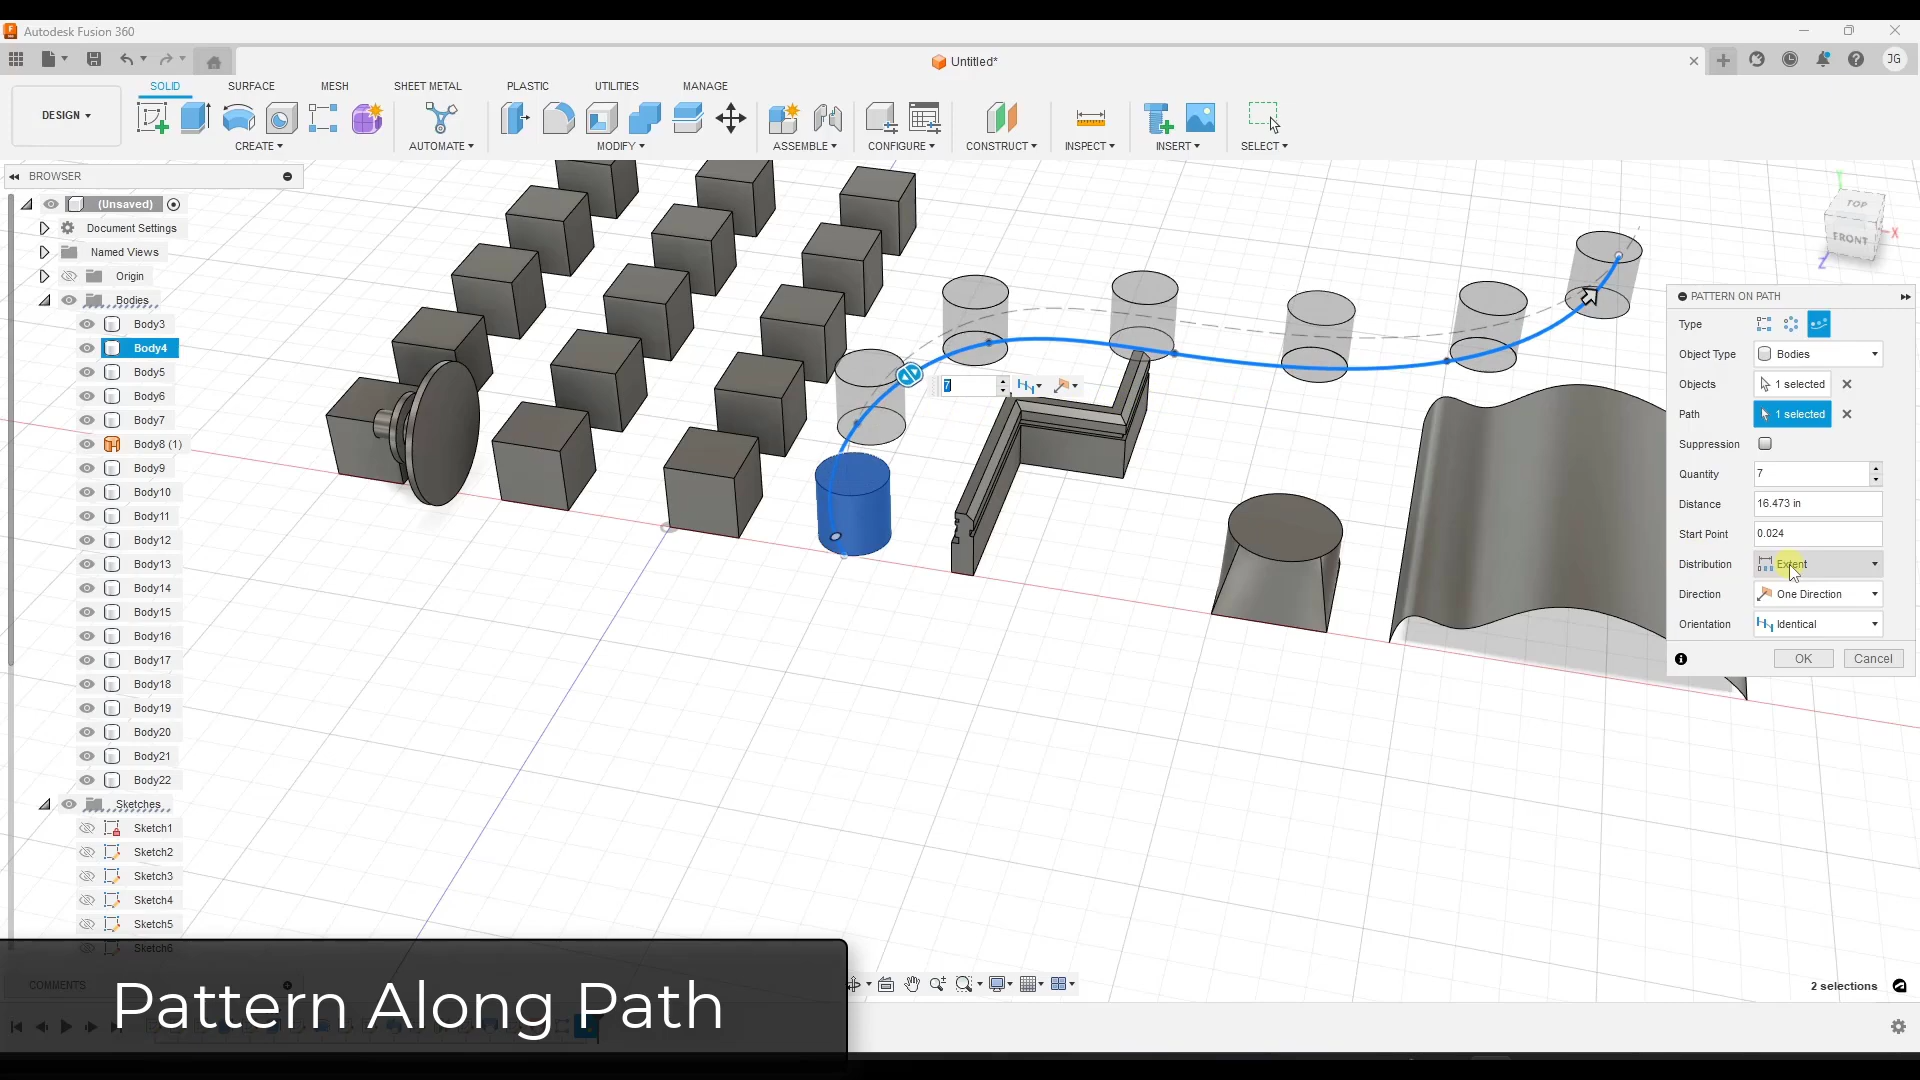 Autodesk Fusion 360
Untitled*
JG
DESIGN
SOLID
SURFACE
MESH
SHEET METAL
PLASTIC
UTILITIES
MANAGE
CREATE
AUTOMATE
MODIFY
ASSEMBLE
CONFIGURE
CONSTRUCT
INSPECT
INSERT
SELECT
BROWSER
(Unsaved)
Document Settings
Named Views
Origin
Bodies
Body3
Body4
Body5
Body6
Body7
Body8 (1)
Body9
Body10
Body11
Body12
Body13
Body14
Body15
Body16
Body17
Body18
Body19
Body20
Body21
Body22
Sketches
Sketch1
Sketch2
Sketch3
Sketch4
Sketch5
Sketch6
COMMENTS
7
TOP
FRONT
X
Y
Z
PATTERN ON PATH
Type
Object Type Bodies
Objects 1 selected
Path 1 selected
Suppression
Quantity 7
Distance 16.473 in
Start Point 0.024
Distribution Extent
Direction One Direction
Orientation Identical
OK Cancel
2 selections
Pattern Along Path